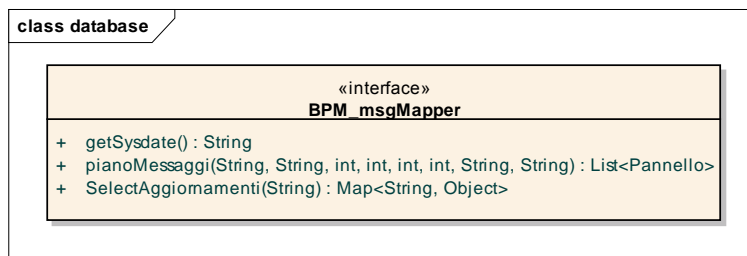 class database
«interface»
BPM_msgMapper
+ getSysdate() : String
+ pianoMessaggi(String, String, int, int, int, int, String, String) : List<Pannello>
+ SelectAggiornamenti(String) : Map<String, Object>